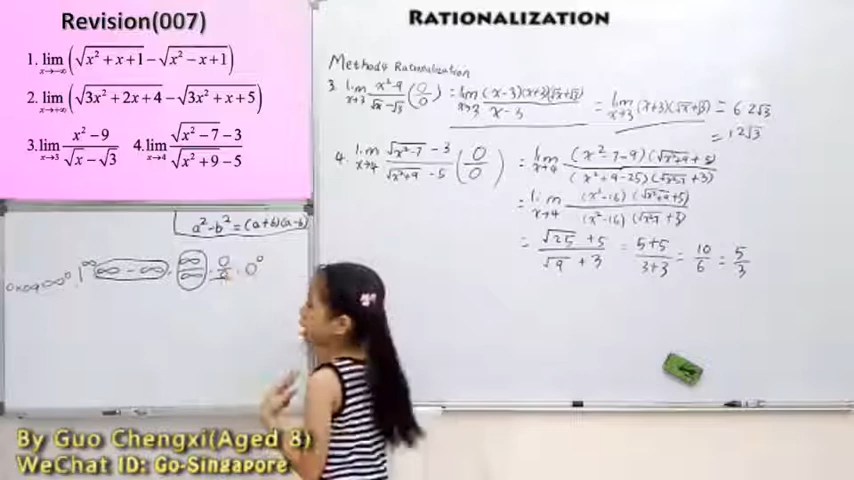 Revision(007)
1. lim x→-∞ (√(x²+x+1) - √(x²-x+1))
2. lim x→+∞ (√(3x²+2x+4) - √(3x²+x+5))
3. lim x→3 (x²-9)/(√x-√3) 4. lim x→4 (√(x²-7)-3)/(√(x²+9)-5)
a²-b²=(a+b)(a-b)
1^∞ ∞-∞ ∞/∞ 0/0 0⁰
RATIONALIZATION
Method4 Rationalization
3. lim x→3 (x²-9)/(√x-√3) (0/0) = lim x→3 (x-3)(x+3)(√x+√3)/(x-3) = lim x→3 (x+3)(√x+√3) = 6·2√3
= 12√3
4. lim x→4 (√(x²-7) - 3)/(√(x²+9) - 5) (0/0) = lim x→4 (x²-7-9)(√(x²+9)+5)/(x²+9-25)(√(x²-7)+3)
= lim x→4 (x²-16)(√(x²+9)+5)/(x²-16)(√(x²-7)+3)
= (√25+5)/(√9+3) = (5+5)/(3+3) = 10/6 = 5/3
By Guo Chengxi(Aged 8)
WeChat ID: Go-Singapore